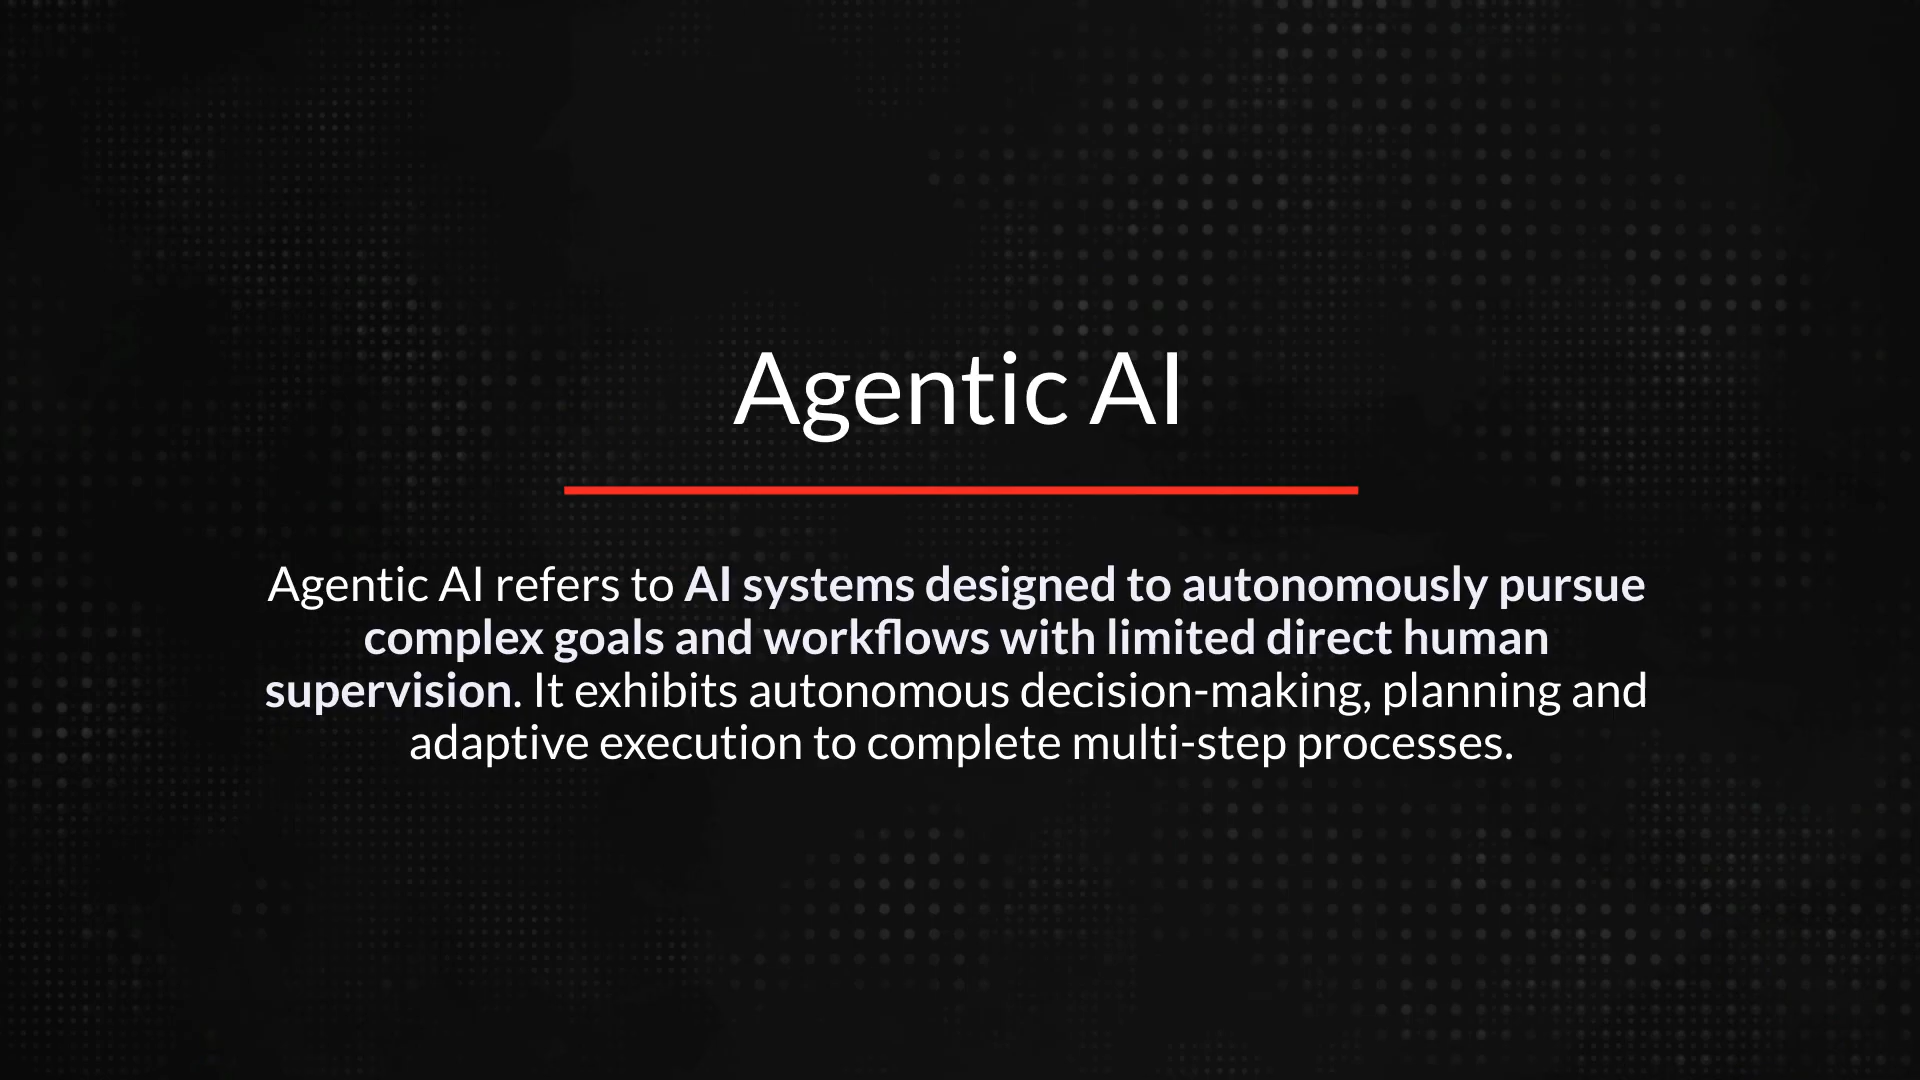 Agentic AI
Agentic AI refers to AI systems designed to autonomously pursue
complex goals and workflows with limited direct human
supervision. It exhibits autonomous decision-making, planning and
adaptive execution to complete multi-step processes.